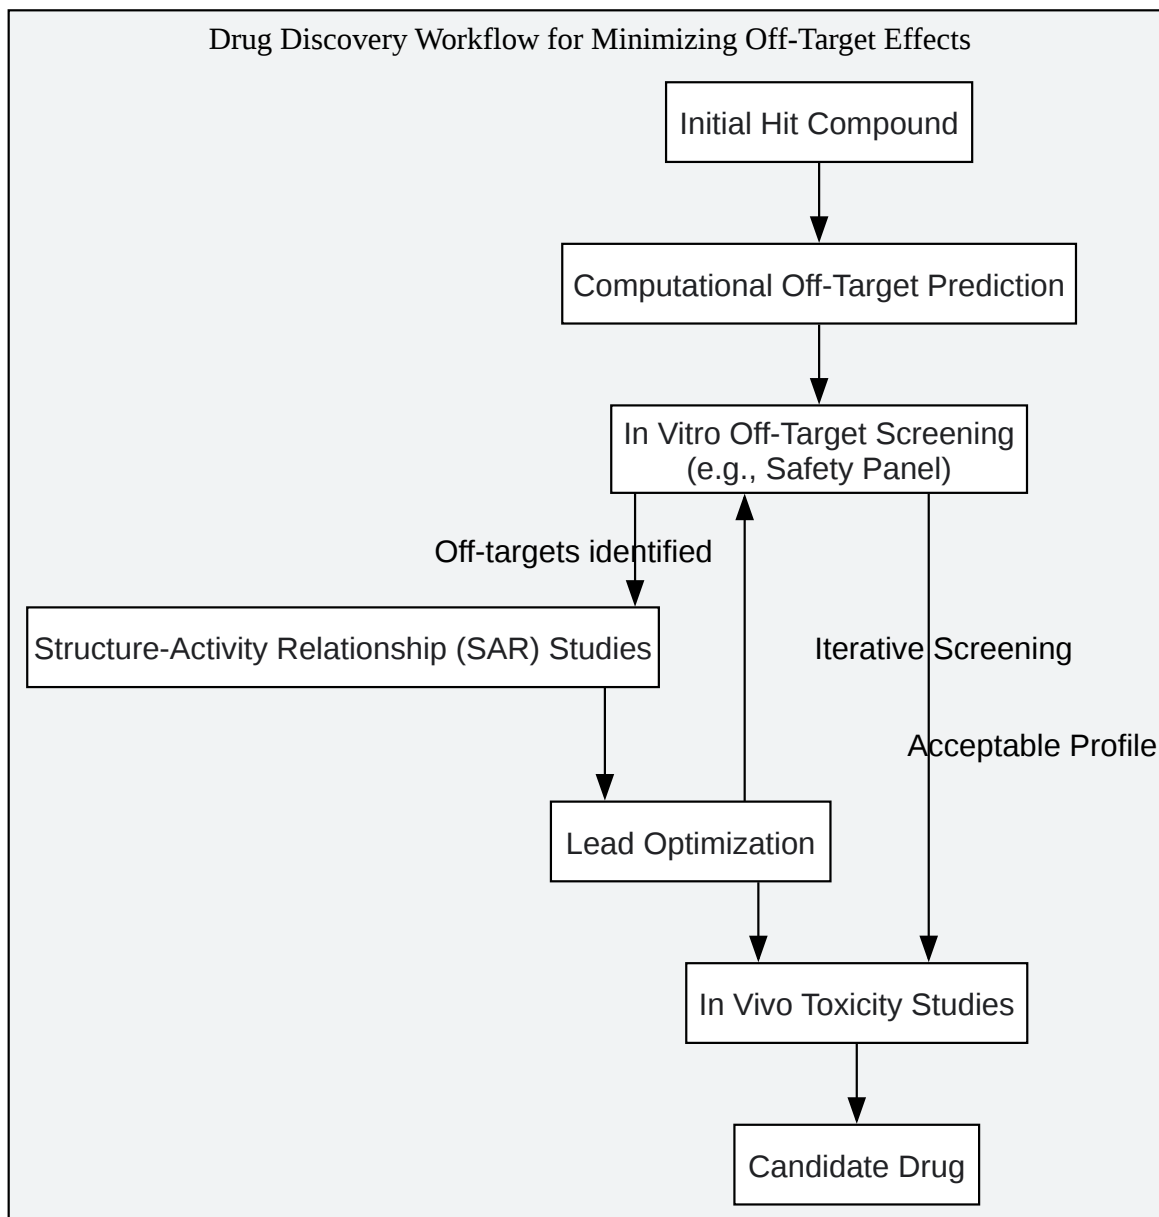 Drug Discovery Workflow for Minimizing Off-Target Effects
Initial Hit Compound
Computational Off-Target Prediction
In Vitro Off-Target Screening
(e.g., Safety Panel)
Off-targets identified
Structure-Activity Relationship (SAR) Studies
Iterative Screening
Acceptable Profile
Lead Optimization
In Vivo Toxicity Studies
Candidate Drug